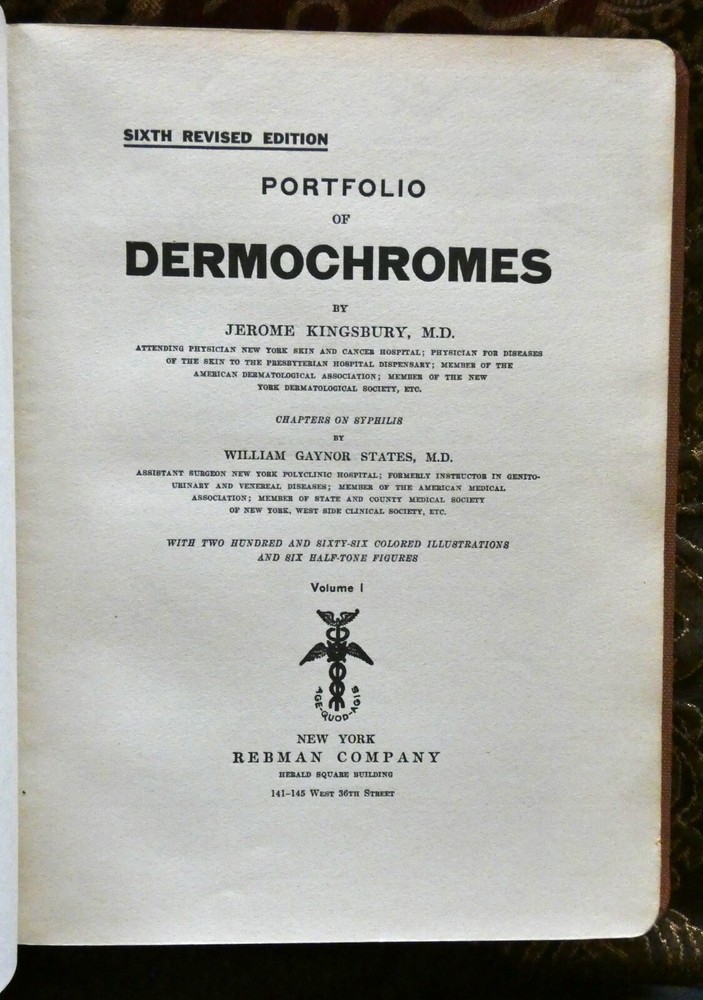 SIXTH REVISED EDITION
PORTFOLIO
OF
DERMOCHROMES
BY
JEROME KINGSBURY, M.D.
ATTENDING PHYSICIAN NEW YORK SKIN AND CANCER HOSPITAL; PHYSICIAN FOR DISEASES
OF THE SKIN TO THE PRESBYTERIAN HOSPITAL DISPENSARY; MEMBER OF THE
AMERICAN DERMATOLOGICAL ASSOCIATION; MEMBER OF THE NEW
YORK DERMATOLOGICAL SOCIETY, ETC.
CHAPTERS ON SYPHILIS
BY
WILLIAM GAYNOR STATES, M.D.
ASSISTANT SURGEON NEW YORK POLYCLINIC HOSPITAL; FORMERLY INSTRUCTOR IN GENITO-
URINARY AND VENEREAL DISEASES; MEMBER OF THE AMERICAN MEDICAL
ASSOCIATION; MEMBER OF STATE AND COUNTY MEDICAL SOCIETY
OF NEW YORK, WEST SIDE CLINICAL SOCIETY, ETC.
WITH TWO HUNDRED AND SIXTY-SIX COLORED ILLUSTRATIONS
AND SIX HALF-TONE FIGURES
Volume I
AGE-QUOD-AGIS
NEW YORK
REBMAN COMPANY
HERALD SQUARE BUILDING
141-145 WEST 36TH STREET